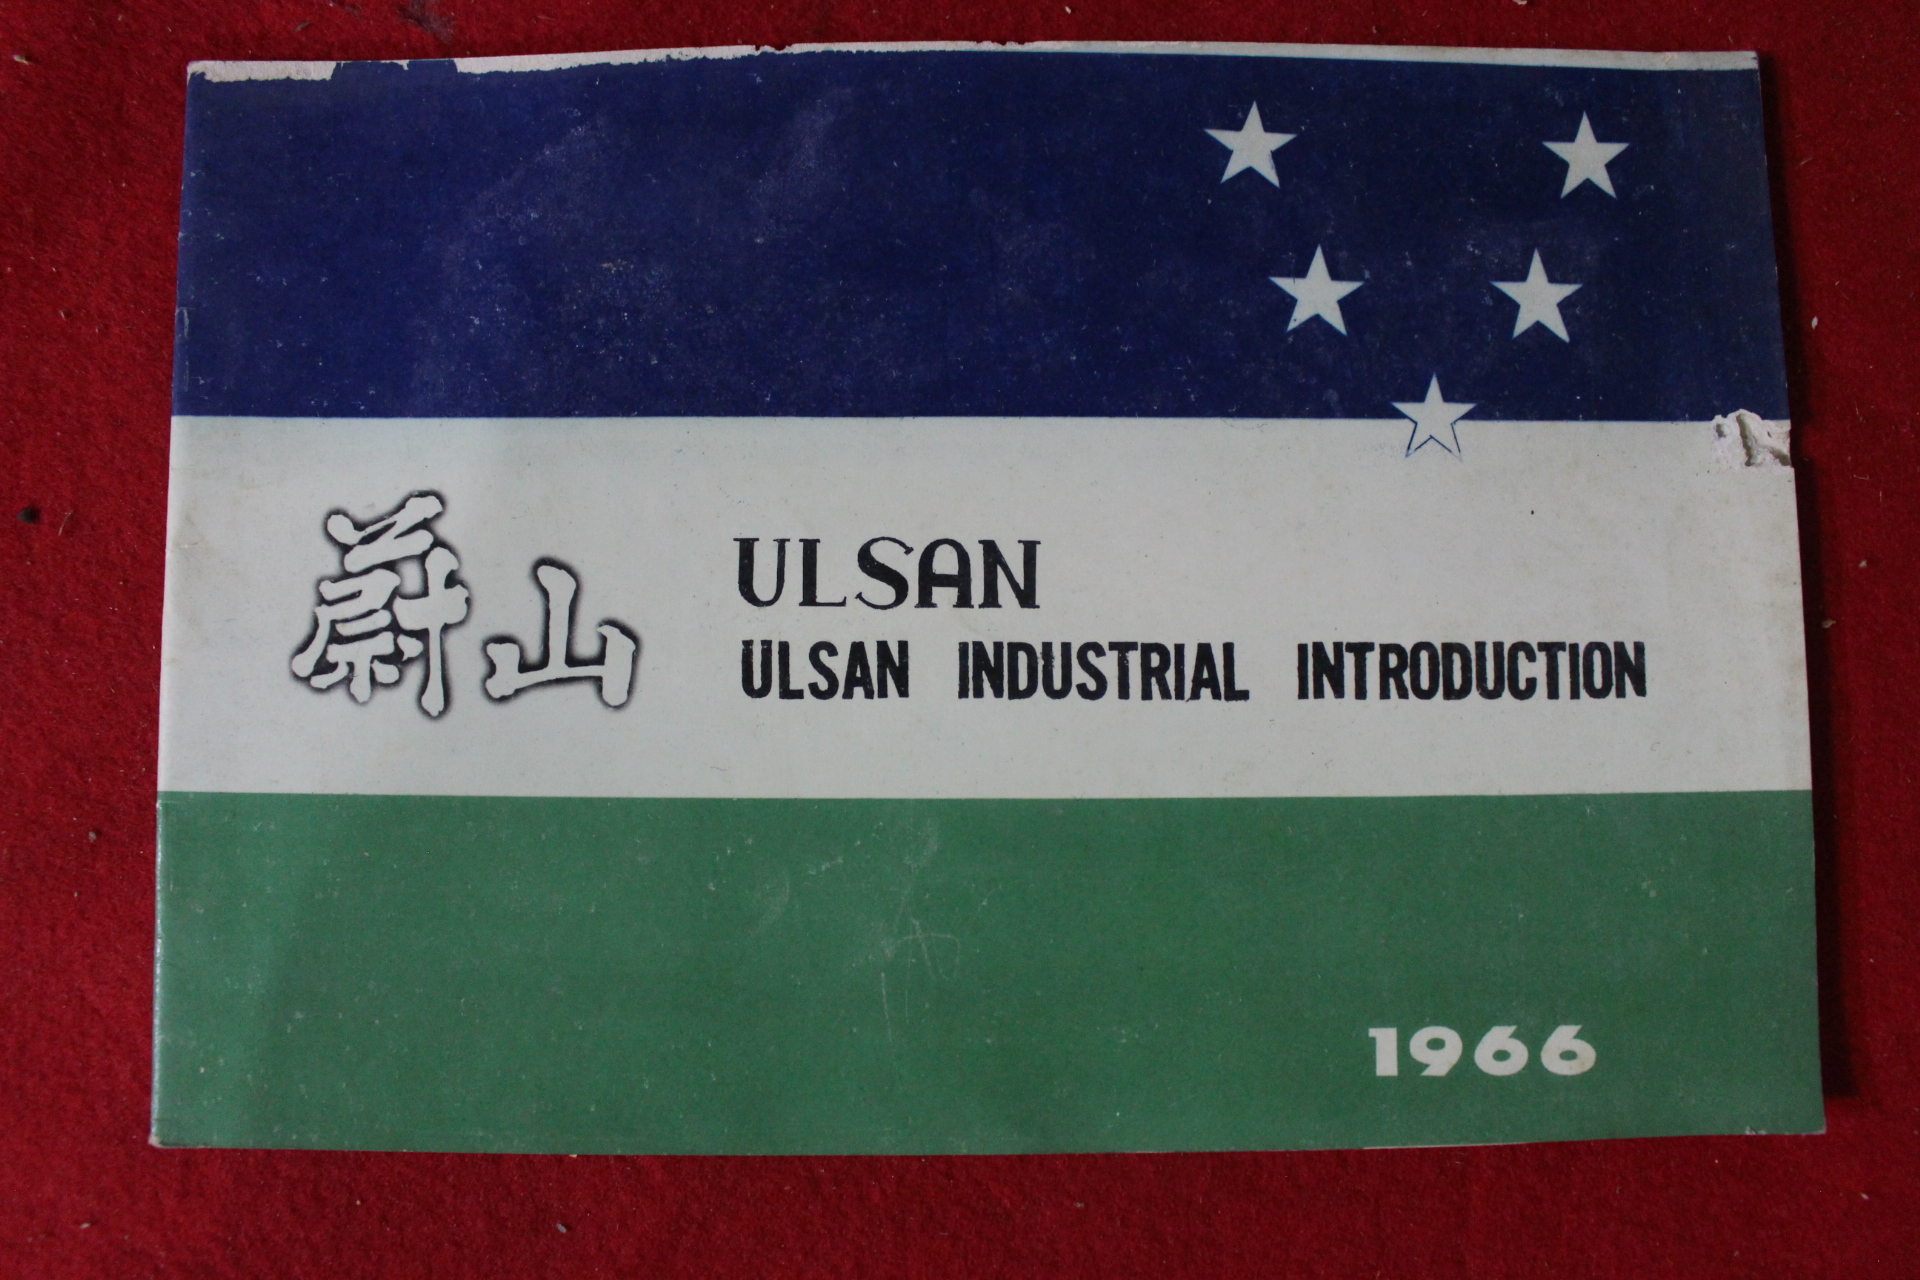 蔚山
ULSAN
ULSAN INDUSTRIAL INTRODUCTION
1966